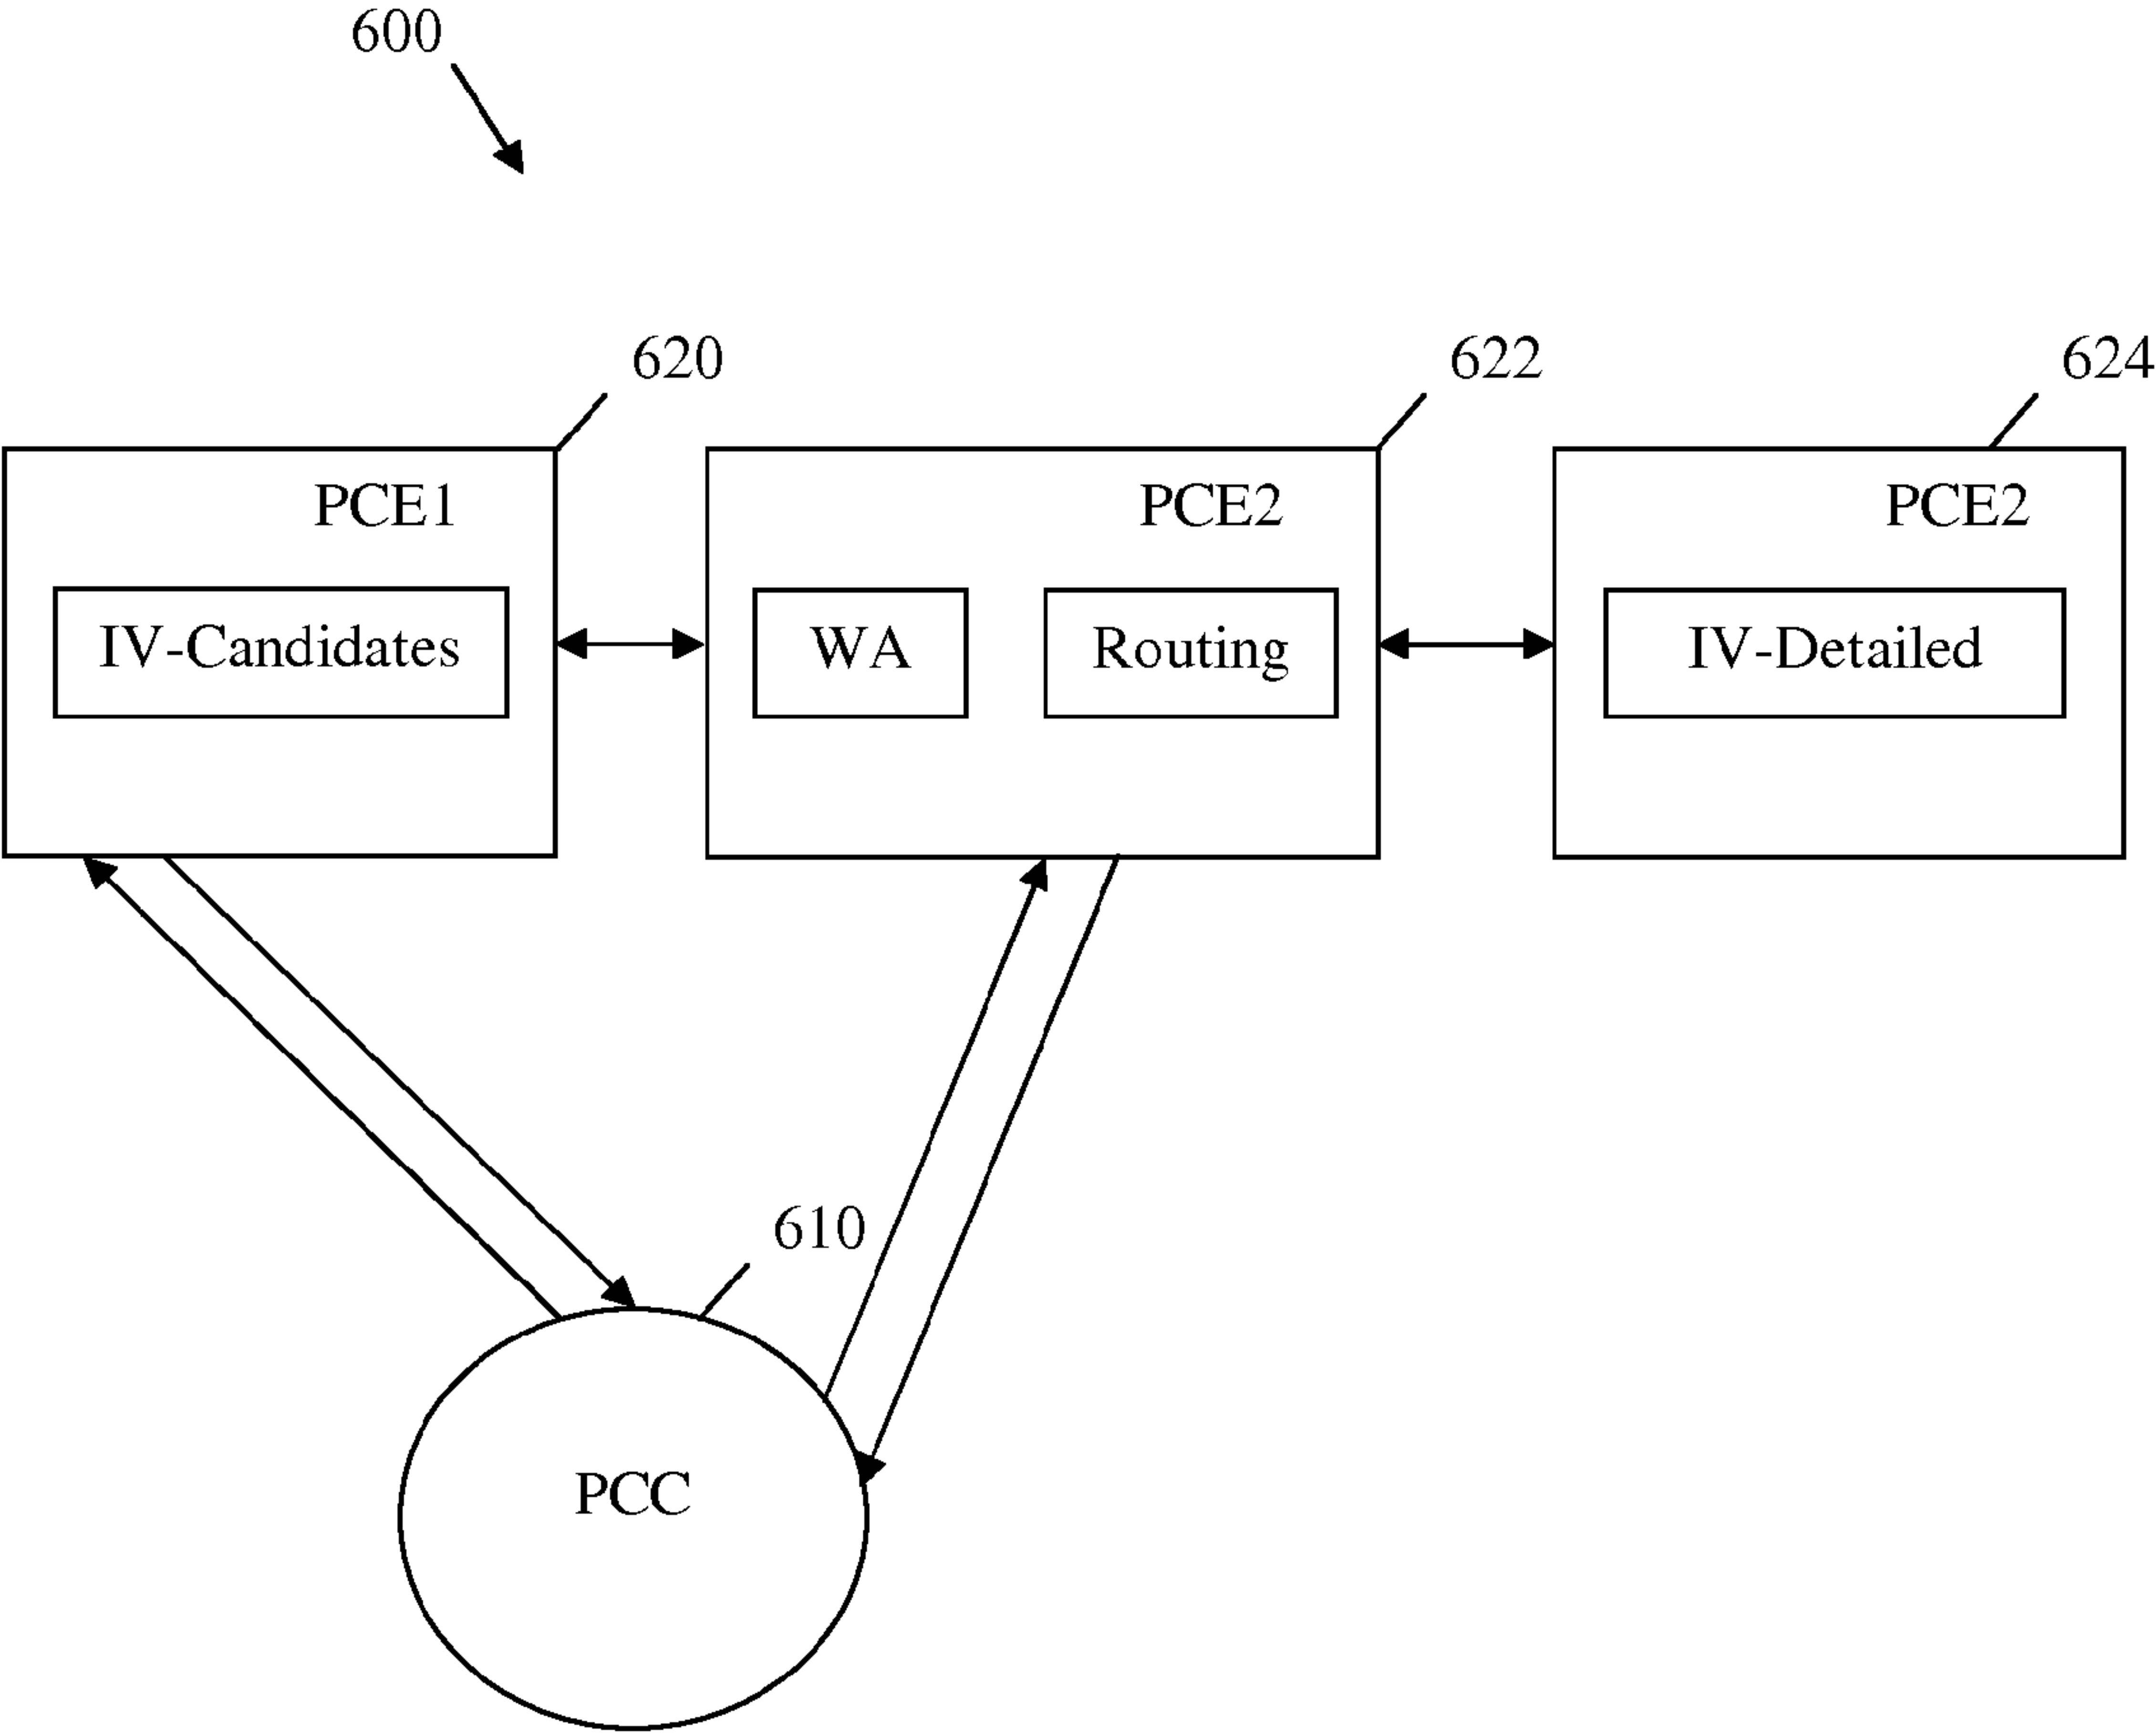 600
620
622
624
PCE1
PCE2
PCE2
IV-Candidates
WA
Routing
IV-Detailed
610
PCC